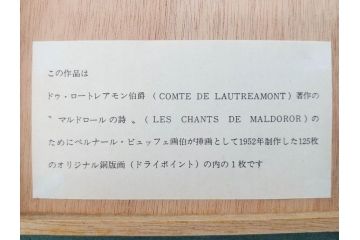 この作品は
ドゥ・ロートレアモン伯爵（COMTE DE LAUTREAMONT）著作の
〝マルドロールの詩〟（LES CHANTS DE MALDOROR）の
ためにベルナール・ビュッフェ画伯が挿画として1952年制作した125枚
のオリジナル銅版画（ドライポイント）の内の1枚です